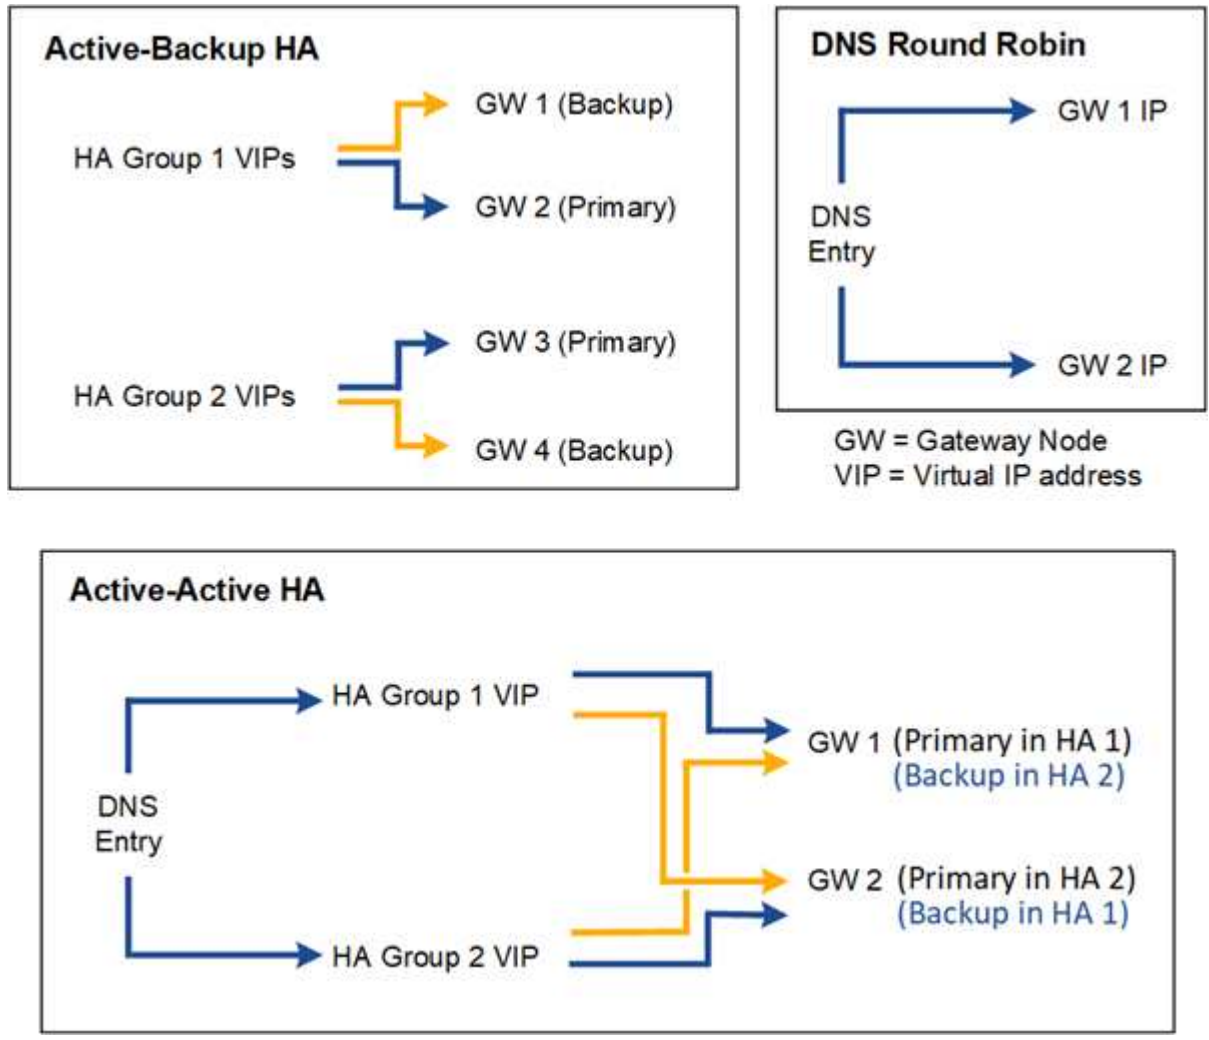 Active-Backup HA
HA Group 1 VIPs
GW 1 (Backup)
GW 2 (Primary)
HA Group 2 VIPs
GW 3 (Primary)
GW 4 (Backup)
DNS Round Robin
DNS
Entry
GW 1 IP
GW 2 IP
GW = Gateway Node
VIP = Virtual IP address
Active-Active HA
DNS
Entry
HA Group 1 VIP
HA Group 2 VIP
GW 1 (Primary in HA 1)
(Backup in HA 2)
GW 2 (Primary in HA 2)
(Backup in HA 1)